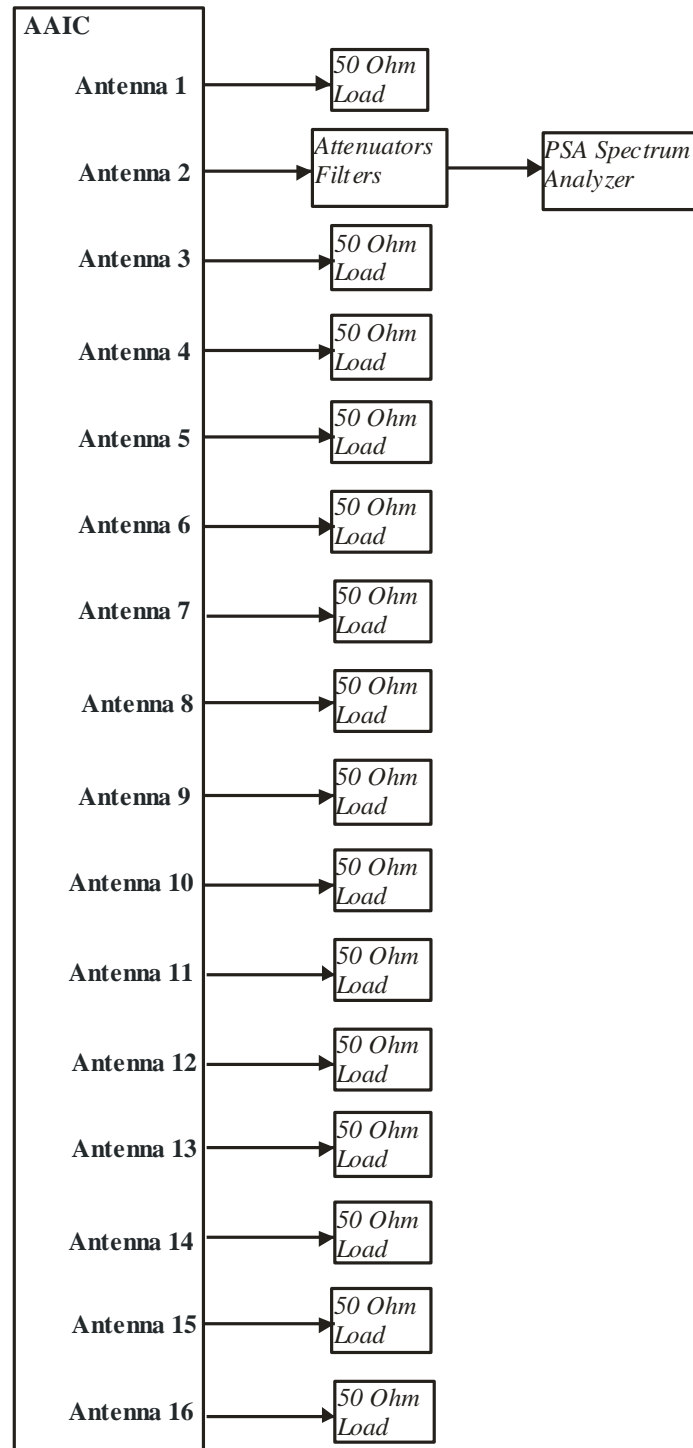 AAIC
Antenna 1
50 Ohm
Load
Antenna 2
Attenuators
Filters
PSA Spectrum
Analyzer
Antenna 3
50 Ohm
Load
Antenna 4
50 Ohm
Load
Antenna 5
50 Ohm
Load
Antenna 6
50 Ohm
Load
Antenna 7
50 Ohm
Load
Antenna 8
50 Ohm
Load
Antenna 9
50 Ohm
Load
Antenna 10
50 Ohm
Load
Antenna 11
50 Ohm
Load
Antenna 12
50 Ohm
Load
Antenna 13
50 Ohm
Load
Antenna 14
50 Ohm
Load
Antenna 15
50 Ohm
Load
Antenna 16
50 Ohm
Load